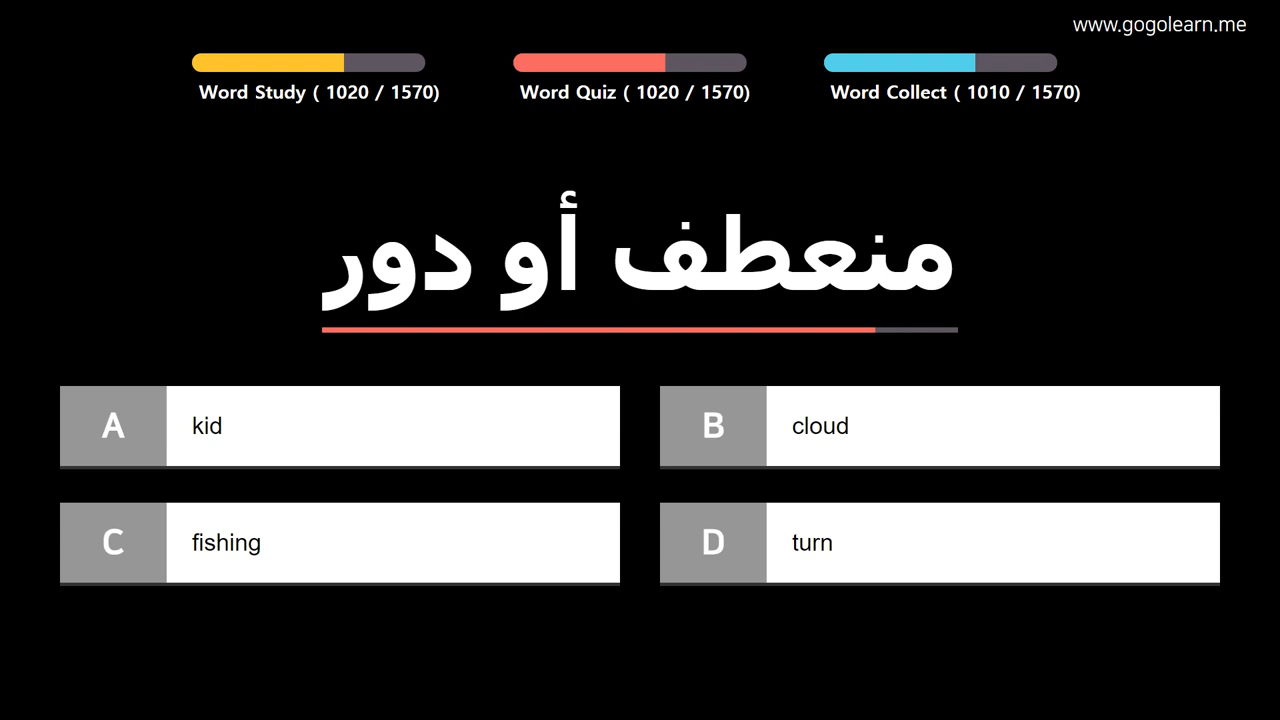 www.gogolearn.me
Word Study ( 1020 / 1570)
Word Quiz ( 1020 / 1570)
Word Collect ( 1010 / 1570)
منعطف أو دور
A kid
B cloud
C fishing
D turn